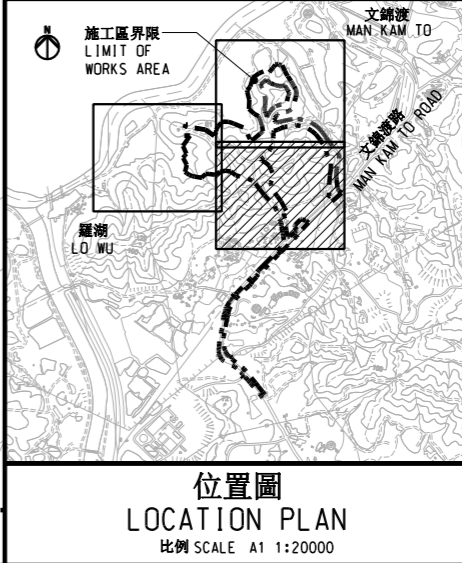 N
文錦渡
MAN KAM TO
施工區界限
LIMIT OF
WORKS AREA
文錦渡路
MAN KAM TO ROAD
羅湖
LO WU
位置圖
LOCATION PLAN
比例 SCALE A1 1:20000